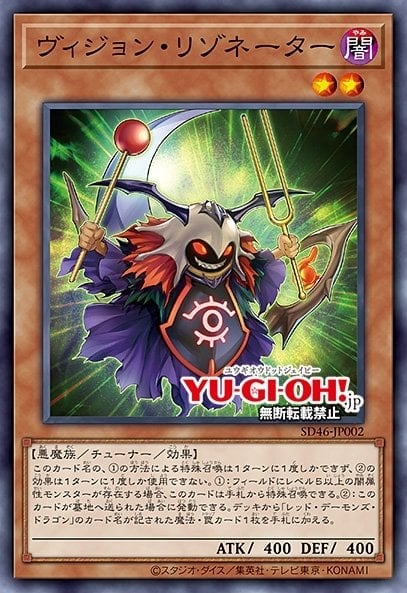 ヴィジョン・リゾネーター
闇
ユウギオウドットジェイピー
YU-GI-OH!.jp
無断転載禁止
SD46-JP002
【悪魔族/チューナー/効果】
このカード名の、①の方法による特殊召喚は1ターンに1度しかできず、②の
効果は1ターンに1度しか使用できない。①:フィールドにレベル5以上の闇属
性モンスターが存在する場合、このカードは手札から特殊召喚できる。②:こ
のカードが墓地へ送られた場合に発動できる。デッキから「レッド・デーモンズ・
ドラゴン」のカード名が記された魔法・罠カード1枚を手札に加える。
ATK/ 400 DEF/ 400
©スタジオ・ダイス/集英社・テレビ東京・KONAMI